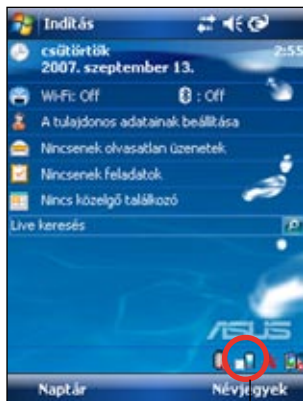 Indítás
csütörtök
2:55
2007. szeptember 13.
Wi-Fi: Off
: Off
A tulajdonos adatainak beállítása
Nincsenek olvasatlan üzenetek
Nincsenek feladatok
Nincs közelgő találkozó
Live keresés
ASUS
Naptár
Névjegyek